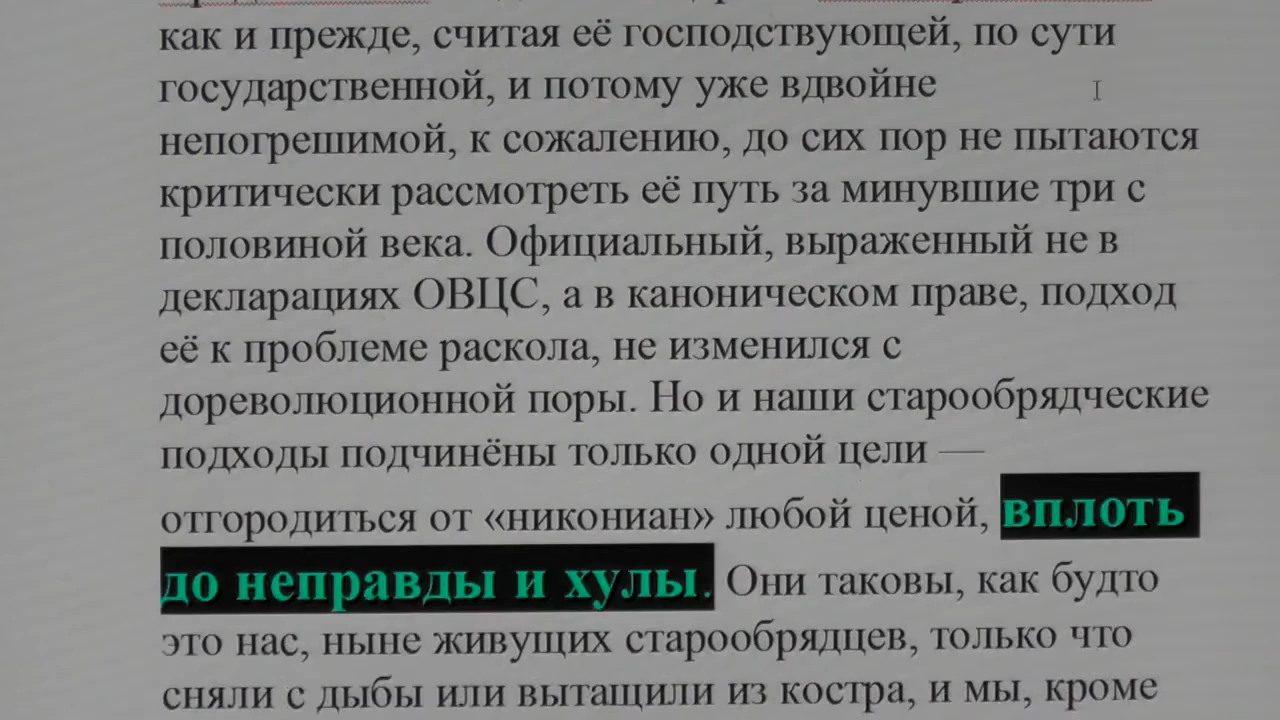 как и прежде, считая её господствующей, по сути
государственной, и потому уже вдвойне
непогрешимой, к сожалению, до сих пор не пытаются
критически рассмотреть её путь за минувшие три с
половиной века. Официальный, выраженный не в
декларациях ОВЦС, а в каноническом праве, подход
её к проблеме раскола, не изменился с
дореволюционной поры. Но и наши старообрядческие
подходы подчинёны только одной цели —
отгородиться от «никониан» любой ценой, вплоть
до неправды и хулы. Они таковы, как будто
это нас, ныне живущих старообрядцев, только что
сняли с дыбы или вытащили из костра, и мы, кроме